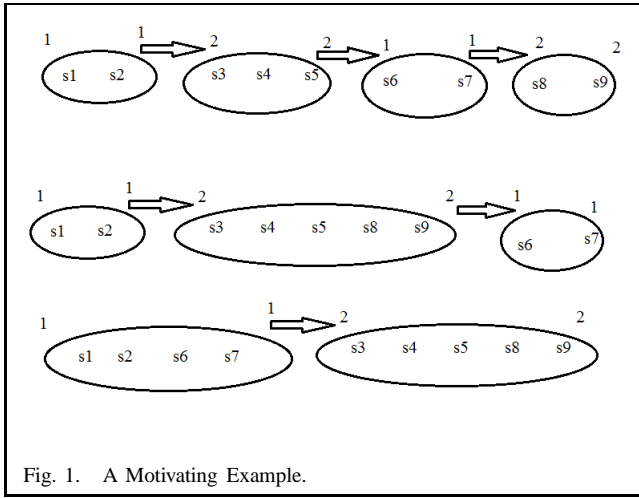 1 1 2 2 1 1 2 2
s1 s2 s3 s4 s5 s6 s7 s8 s9
1 1 2 2 1 1
s1 s2 s3 s4 s5 s8 s9 s6 s7
1 1 2 2
s1 s2 s6 s7 s3 s4 s5 s8 s9
Fig. 1. A Motivating Example.